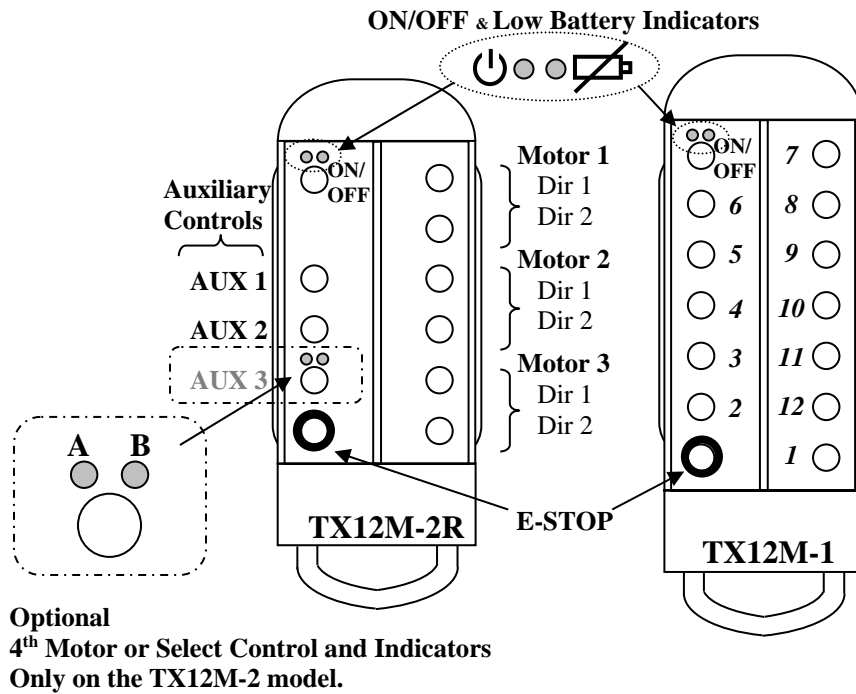 ON/OFF & Low Battery Indicators
ON/
OFF
Auxiliary
Controls
AUX 1
AUX 2
AUX 3
A B
Motor 1
Dir 1
Dir 2
Motor 2
Dir 1
Dir 2
Motor 3
Dir 1
Dir 2
E-STOP
TX12M-2R
ON/
OFF
7
6 8
5 9
4 10
3 11
2 12
1
TX12M-1
Optional
4th Motor or Select Control and Indicators
Only on the TX12M-2 model.